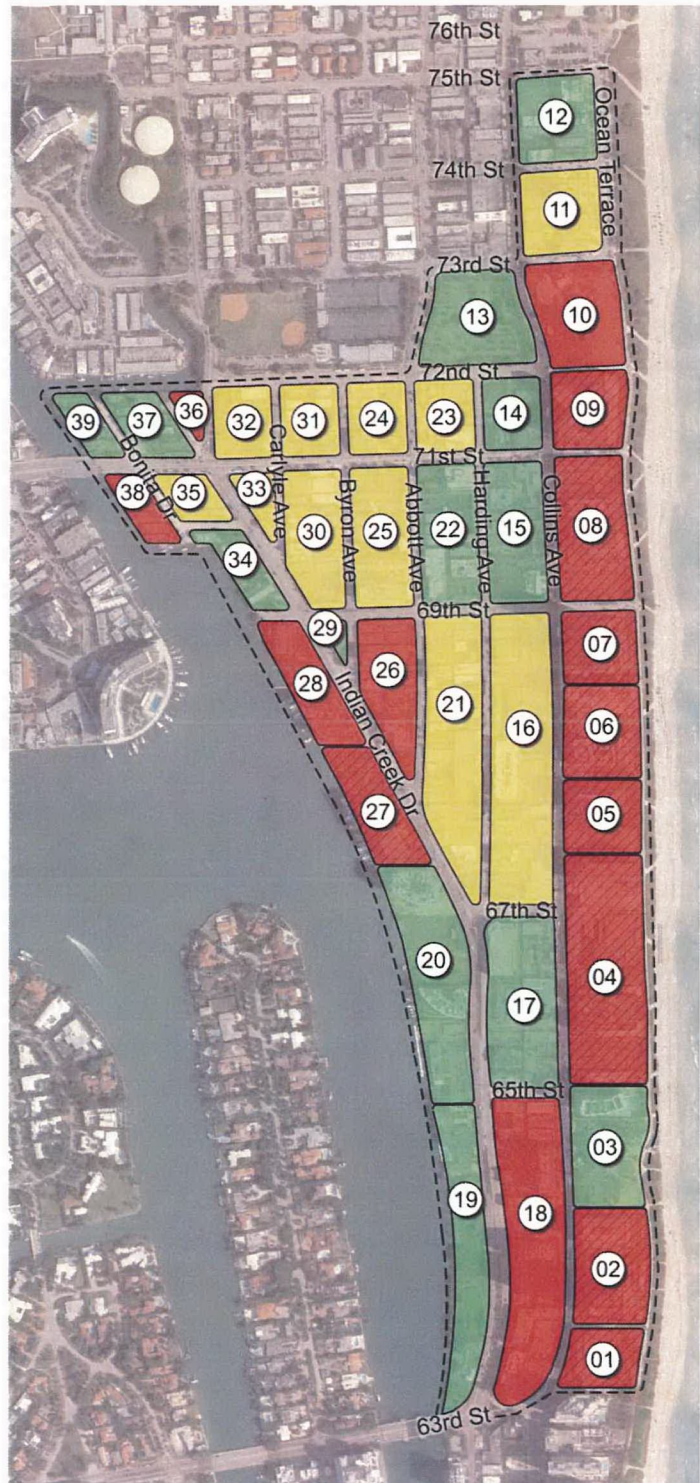 76th St
75th St
Ocean Terrace
12
74th St
11
73rd St
13
10
72nd St
39
37
36
32
31
24
23
14
09
Bonita Dr
Carlyle Ave
71st St
38
35
33
30
Byron Ave
25
Abbott Ave
22
Harding Ave
15
Collins Ave
08
34
69th St
29
28
26
21
16
07
06
Indian Creek Dr
27
05
67th St
20
17
04
65th St
03
19
18
02
01
63rd St